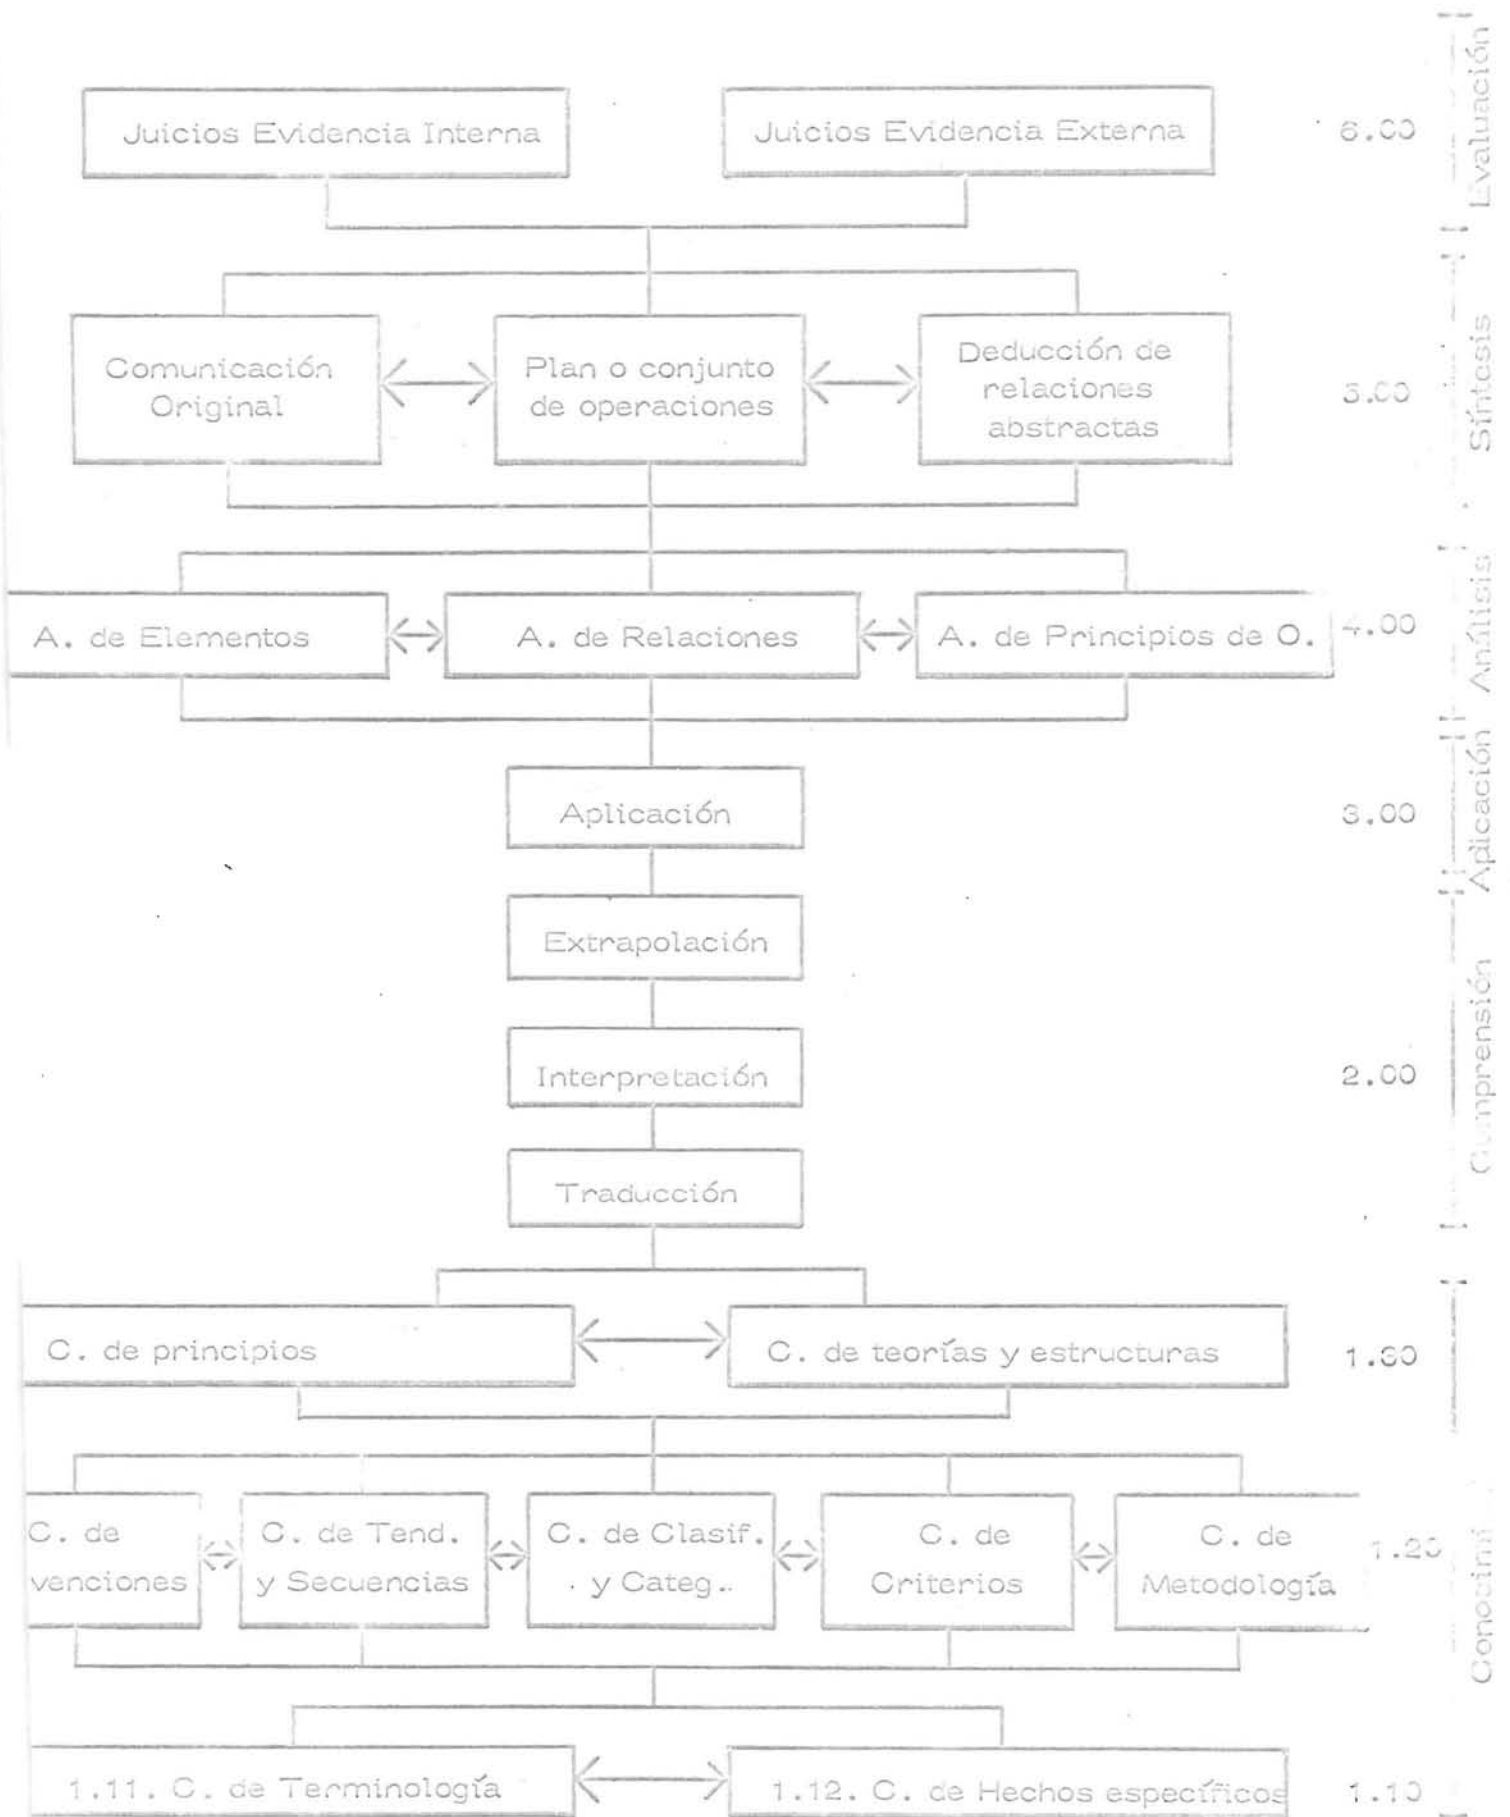 Juicios Evidencia Interna
Juicios Evidencia Externa
6.00
Evaluación
Comunicación
Original
Plan o conjunto
de operaciones
Deducción de
relaciones
abstractas
5.00
Síntesis
A. de Elementos
A. de Relaciones
A. de Principios de O.
4.00
Análisis
Aplicación
3.00
Aplicación
Extrapolación
Interpretación
2.00
Comprensión
Traducción
C. de principios
C. de teorías y estructuras
1.30
C. de
venciones
C. de Tend.
y Secuencias
C. de Clasif.
y Categ..
C. de
Criterios
C. de
Metodología
1.20
Conocimi
1.11. C. de Terminología
1.12. C. de Hechos específicos
1.10